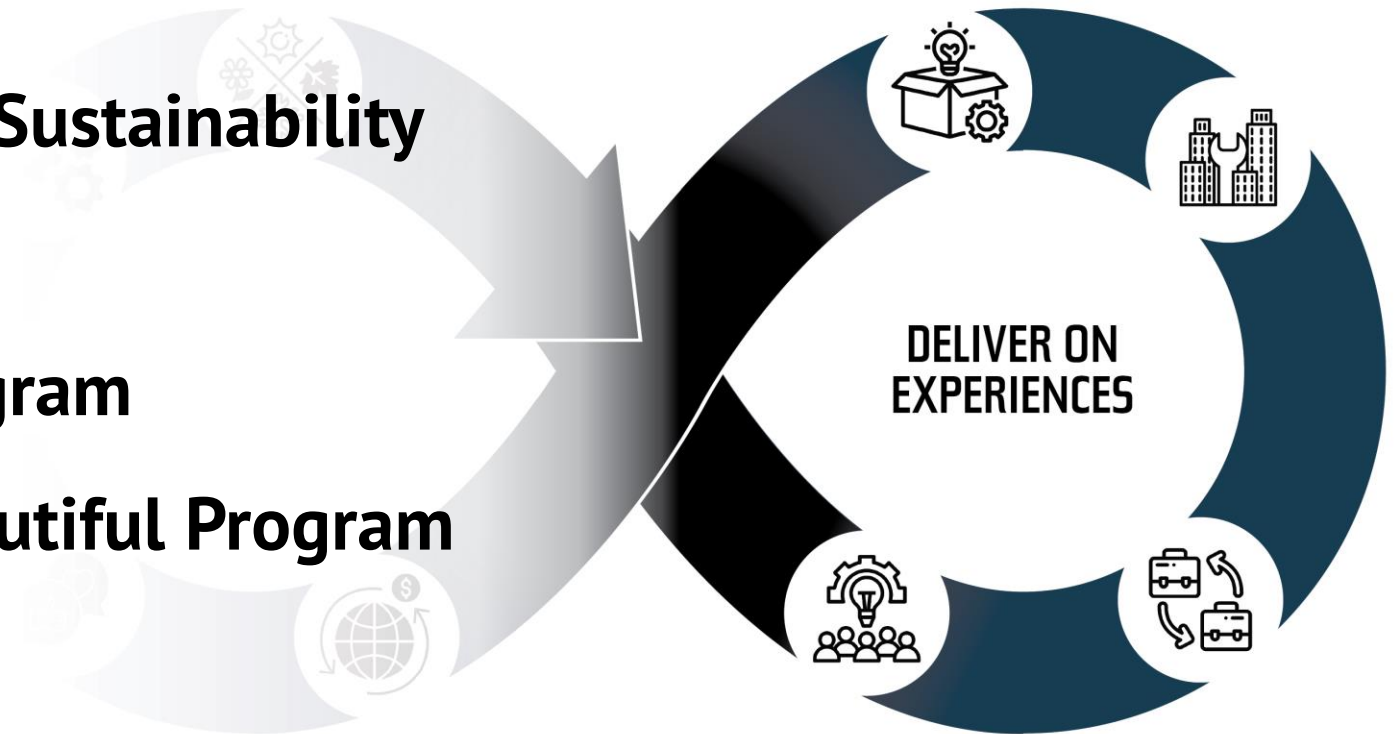 Sustainability
gram
utiful Program
DELIVER ON
EXPERIENCES
$